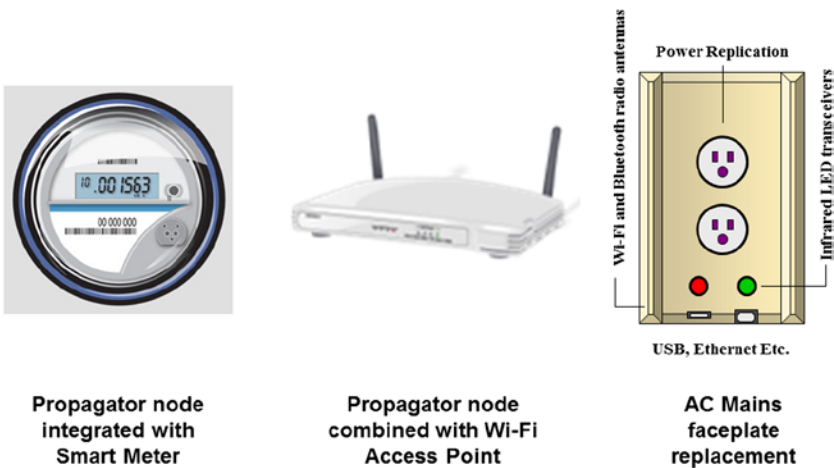 Power Replication
Wi-Fi and Bluetooth radio antennas
Infrared LED transceivers
USB, Ethernet Etc.
10 .001563
00 000 000
Propagator node
integrated with
Smart Meter
Propagator node
combined with Wi-Fi
Access Point
AC Mains
faceplate
replacement